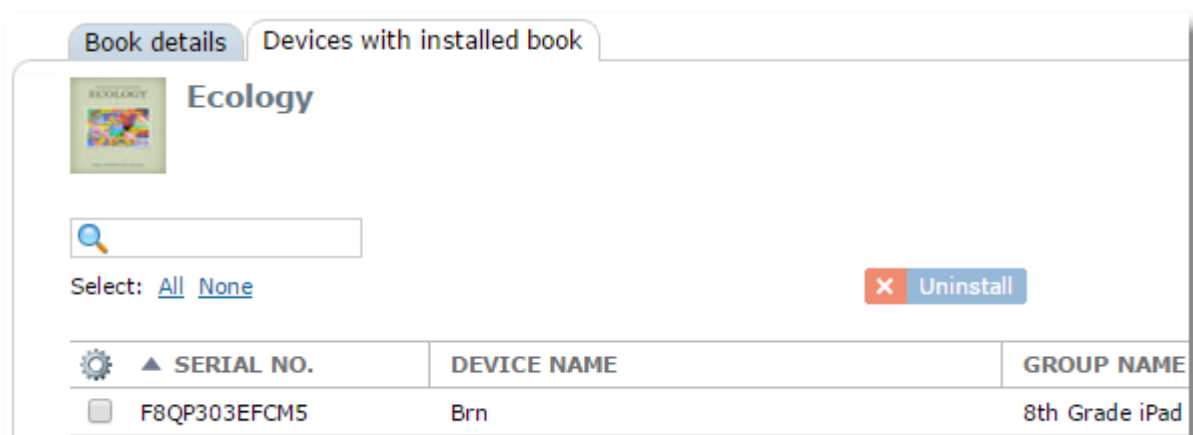 Book details Devices with installed book
ECOLOGY
Ecology
Select: All None
Uninstall
SERIAL NO. DEVICE NAME GROUP NAME
F8QP303EFCM5 Brn 8th Grade iPad